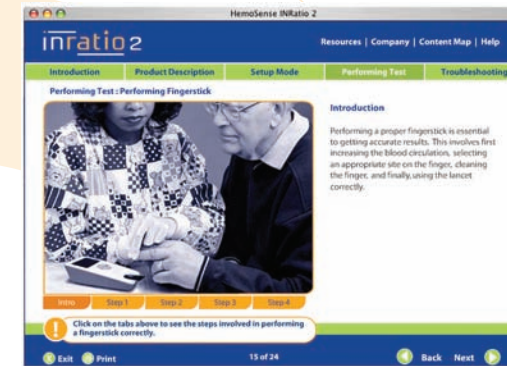 HemoSense INRatio 2
inratio2
Resources | Company | Content Map | Help
Introduction
Product Description
Setup Mode
Performing Test
Troubleshooting
Performing Test : Performing Fingerstick
Introduction
Performing a proper fingerstick is essential
to getting accurate results. This involves first
increasing the blood circulation, selecting
an appropriate site on the finger, cleaning
the finger, and finally, using the lancet
correctly.
Intro
Step 1
Step 2
Step 3
Step 4
! Click on the tabs above to see the steps involved in performing
a fingerstick correctly.
Exit
Print
15 of 24
Back
Next